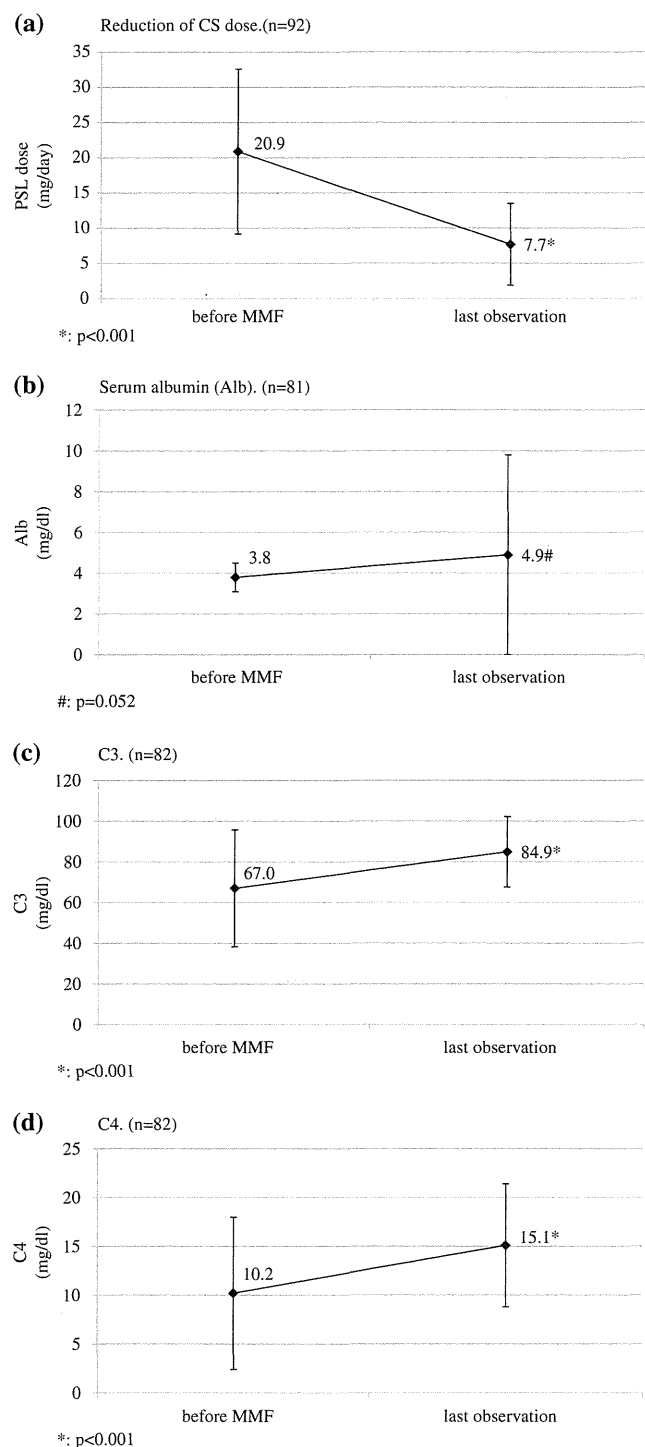 (a) Reduction of CS dose.(n=92)
35
30
25
20
15
10
5
0
PSL dose
(mg/day)
20.9
7.7*
before MMF last observation
*: p<0.001
(b) Serum albumin (Alb). (n=81)
12
10
8
6
4
2
0
Alb
(mg/dl)
3.8
4.9#
before MMF last observation
#: p=0.052
(c) C3. (n=82)
120
100
80
60
40
20
0
C3
(mg/dl)
67.0
84.9*
before MMF last observation
*: p<0.001
(d) C4. (n=82)
25
20
15
10
5
0
C4
(mg/dl)
10.2
15.1*
before MMF last observation
*: p<0.001